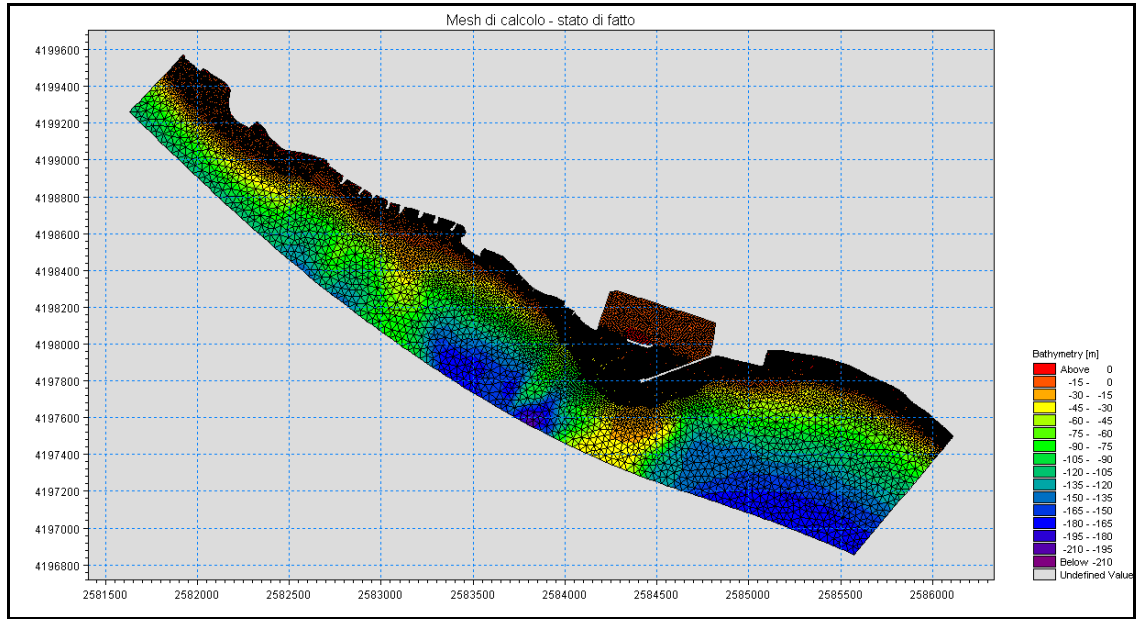 Mesh di calcolo - stato di fatto
4199600
4199400
4199200
4199000
4198800
4198600
4198400
4198200
4198000
4197800
4197600
4197400
4197200
4197000
4196800
2581500 2582000 2582500 2583000 2583500 2584000 2584500 2585000 2585500 2586000
Bathymetry [m]
Above 0
-15 - 0
-30 - -15
-45 - -30
-60 - -45
-75 - -60
-90 - -75
-105 - -90
-120 - -105
-135 - -120
-150 - -135
-165 - -150
-180 - -165
-195 - -180
-210 - -195
Below -210
Undefined Value